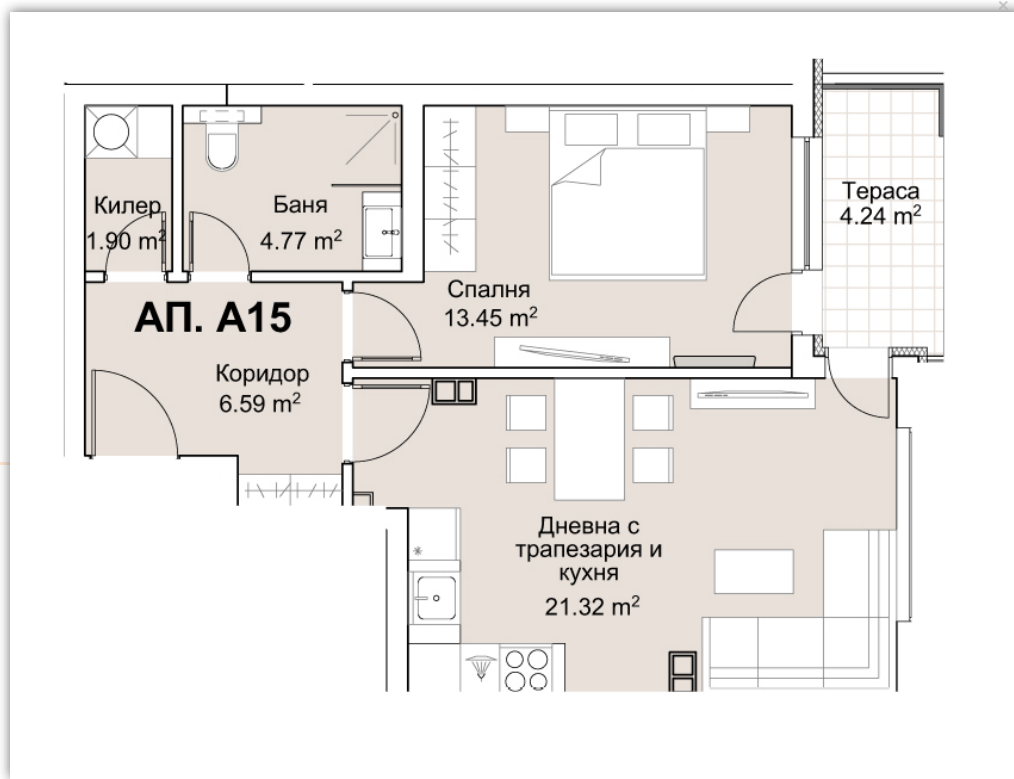 Килер
1.90 m²
Баня
4.77 m²
Тераса
4.24 m²
Спалня
13.45 m²
АП. А15
Коридор
6.59 m²
Дневна с
трапезария и
кухня
21.32 m²